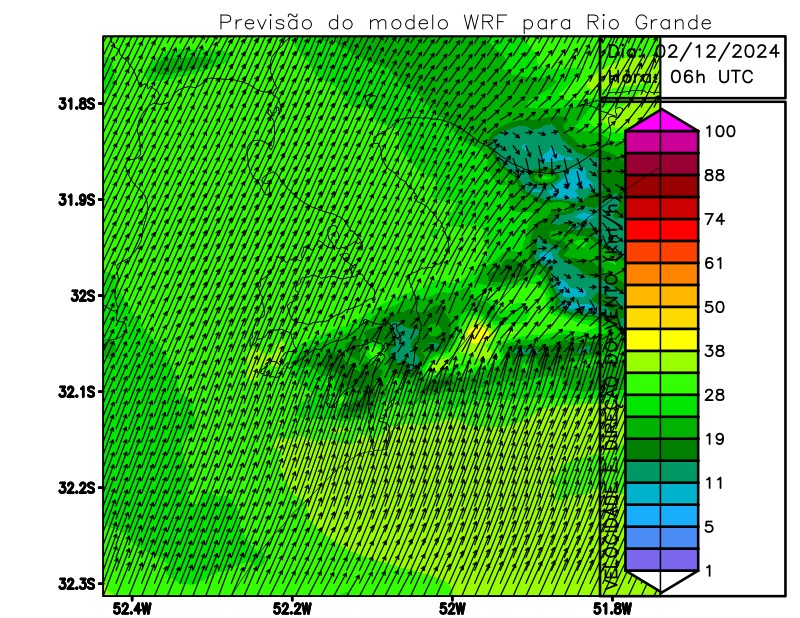 Previsão do modelo WRF para Rio Grande
Dia: 02/12/2024
Hora: 06h UTC
31.8S
31.9S
32S
32.1S
32.2S
32.3S
52.4W
52.2W
52W
51.8W
VELOCIDADE E DIREÇÃO DO VENTO (km/h)
100
88
74
61
50
38
28
19
11
5
1